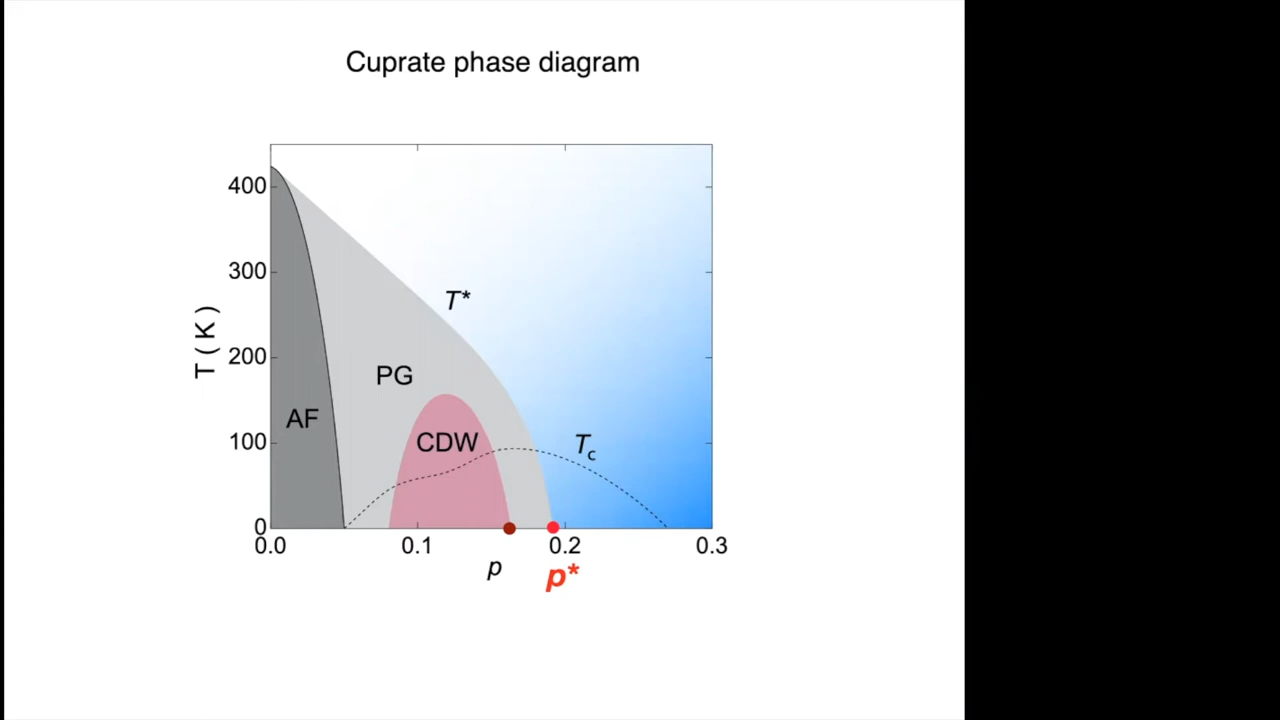 Cuprate phase diagram
400
300
200
100
0
T ( K )
T*
PG
AF
CDW
Tc
0.0
0.1
0.2
0.3
p
p*